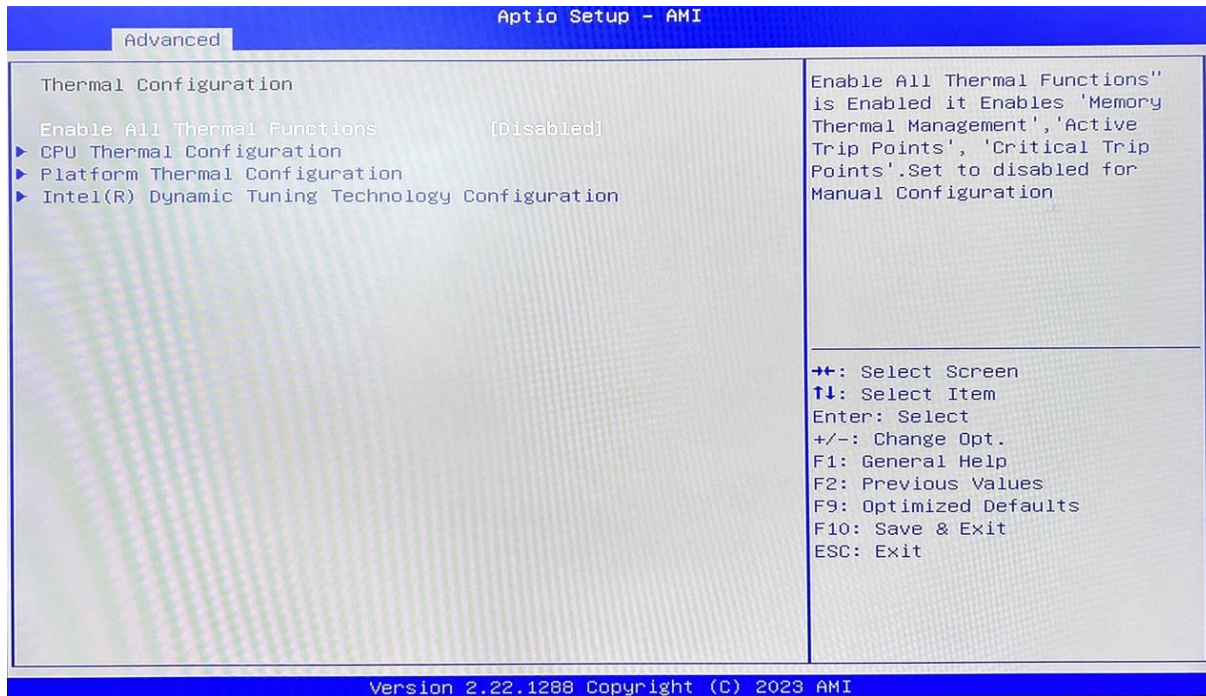 Aptio Setup – AMI
Advanced
Thermal Configuration
Enable All Thermal Functions [Disabled]
▶ CPU Thermal Configuration
▶ Platform Thermal Configuration
▶ Intel(R) Dynamic Tuning Technology Configuration
Enable All Thermal Functions"
is Enabled it Enables 'Memory
Thermal Management','Active
Trip Points', 'Critical Trip
Points'.Set to disabled for
Manual Configuration
→←: Select Screen
↑↓: Select Item
Enter: Select
+/-: Change Opt.
F1: General Help
F2: Previous Values
F9: Optimized Defaults
F10: Save & Exit
ESC: Exit
Version 2.22.1288 Copyright (C) 2023 AMI